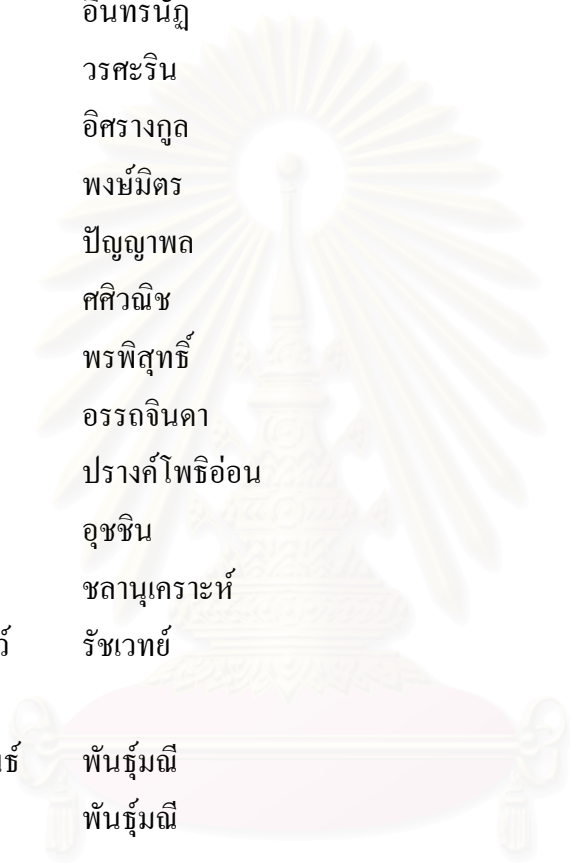 อินทรนัฏ
วรศะริน
อิศรางกูล
พงษ์มิตร
ปัญญาพล
ศศิวณิช
พรพิสุทธิ์
อรรถจินดา
ปรางค์โพธิอ่อน
อุชชิน
ชลานุเคราะห์
รัชเวทย์
พันธุ์มณี
พันธุ์มณี